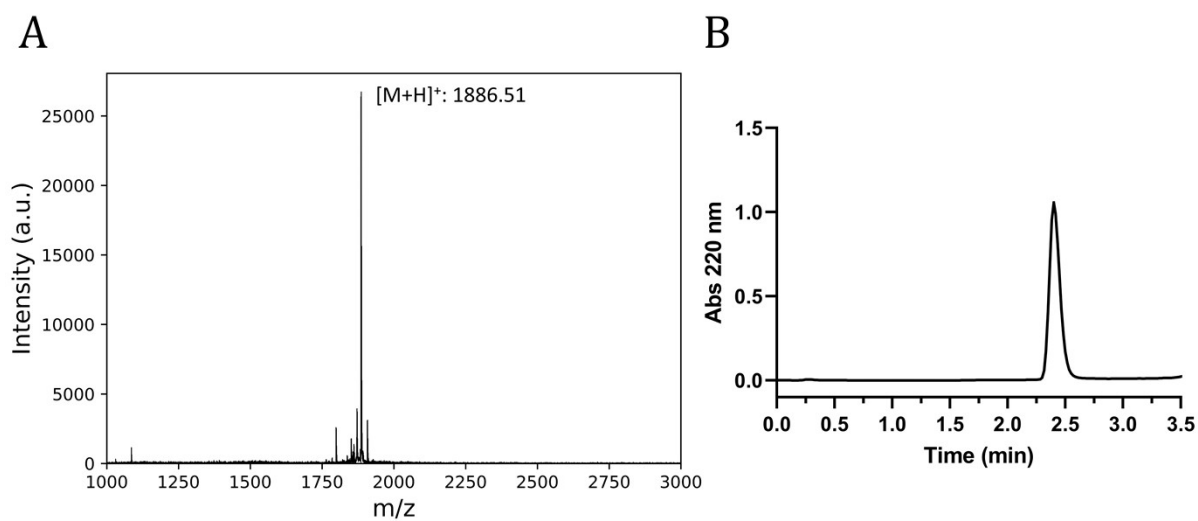 A
B
[M+H]⁺: 1886.51
Intensity (a.u.)
25000
20000
15000
10000
5000
0
1000 1250 1500 1750 2000 2250 2500 2750 3000
m/z
Abs 220 nm
1.5
1.0
0.5
0.0
0.0 0.5 1.0 1.5 2.0 2.5 3.0 3.5
Time (min)